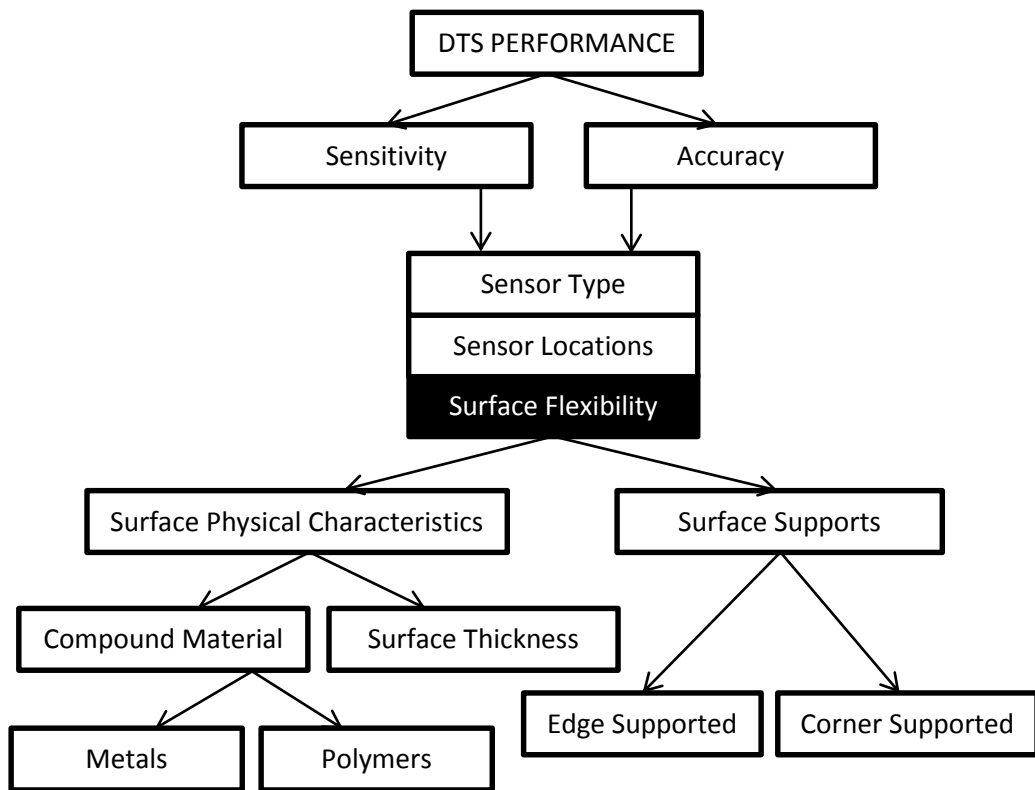 DTS PERFORMANCE
Sensitivity
Accuracy
Sensor Type
Sensor Locations
Surface Flexibility
Surface Physical Characteristics
Surface Supports
Compound Material
Surface Thickness
Edge Supported
Corner Supported
Metals
Polymers